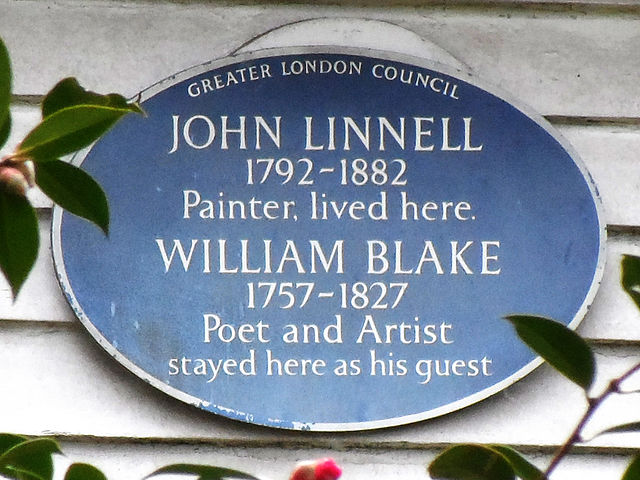 GREATER LONDON COUNCIL
JOHN LINNELL
1792-1882
Painter, lived here.
WILLIAM BLAKE
1757-1827
Poet and Artist
stayed here as his guest